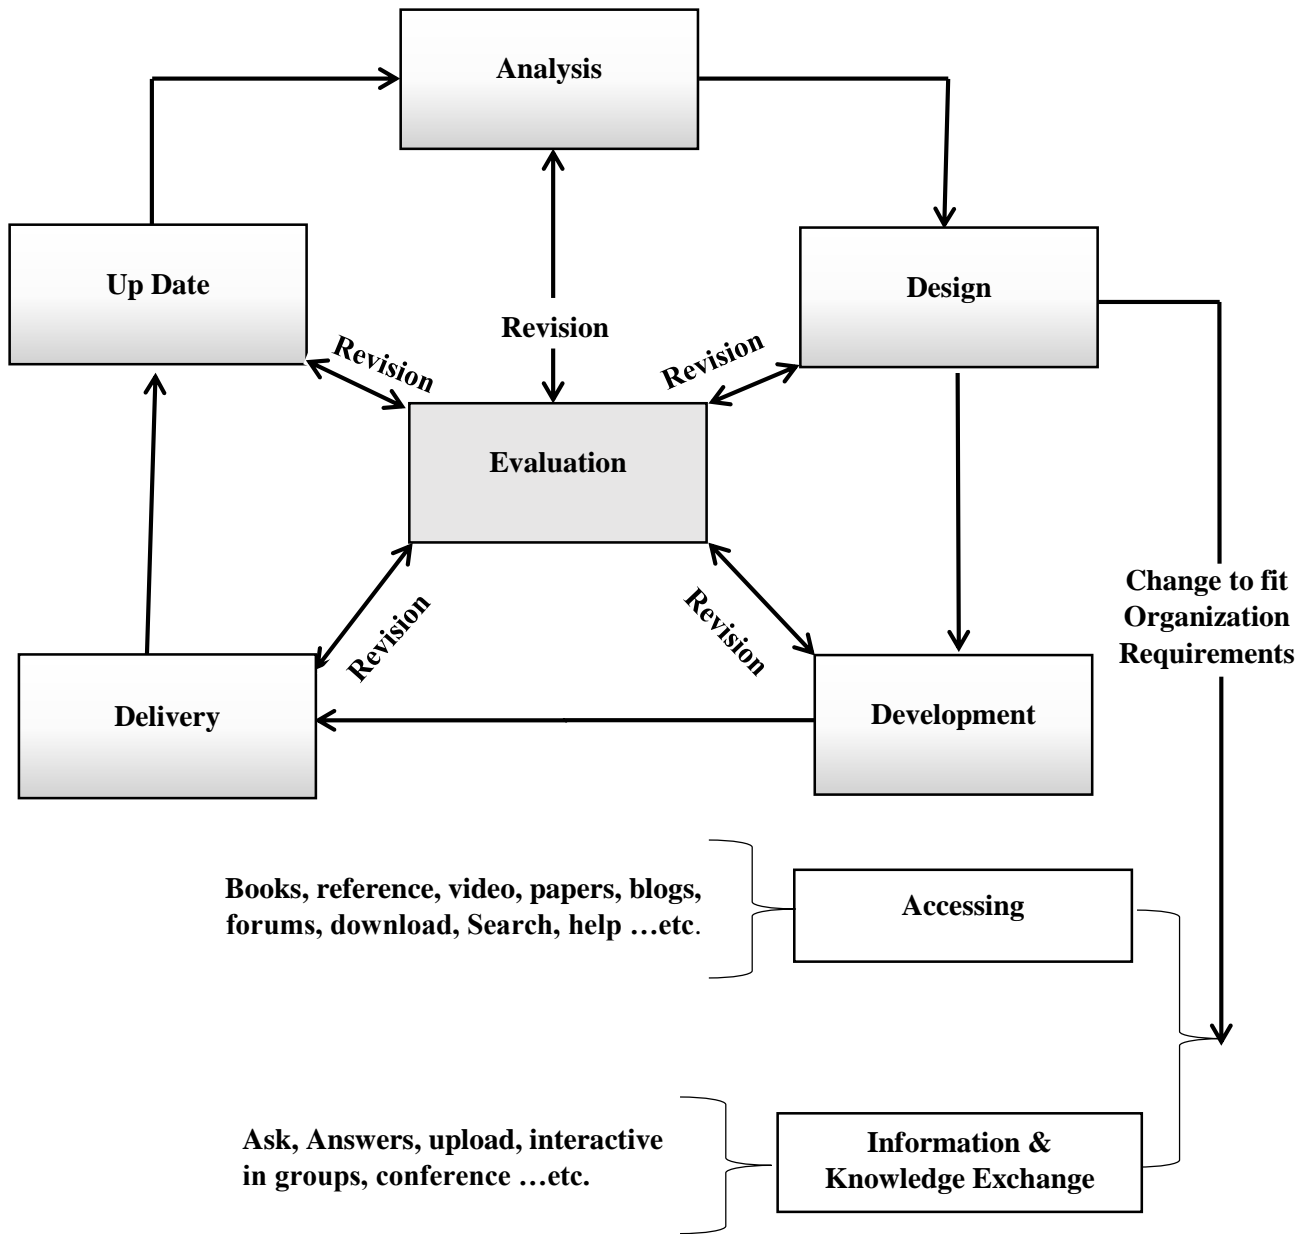 Analysis
Up Date
Design
Revision
Revision
Revision
Evaluation
Revision
Revision
Change to fit
Organization
Requirements
Delivery
Development
Books, reference, video, papers, blogs,
forums, download, Search, help …etc.
Accessing
Ask, Answers, upload, interactive
in groups, conference …etc.
Information &
Knowledge Exchange